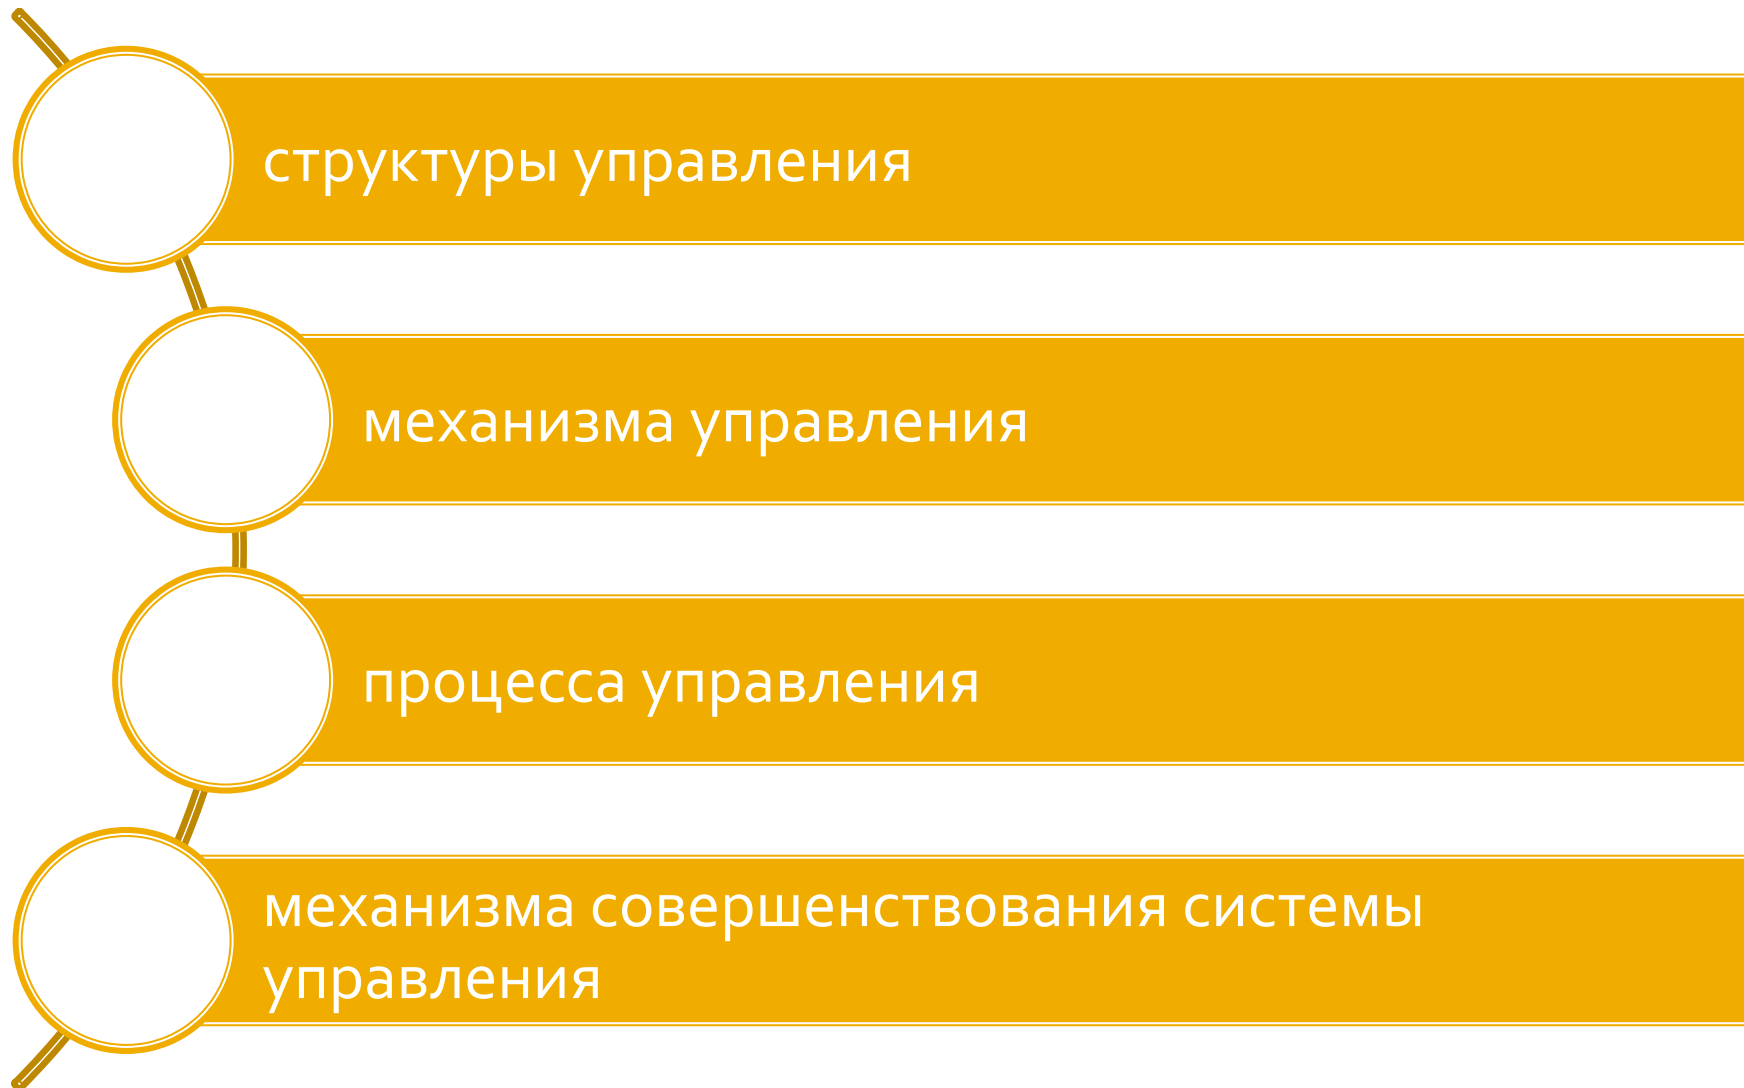 структуры управления
механизма управления
процесса управления
механизма совершенствования системы
управления